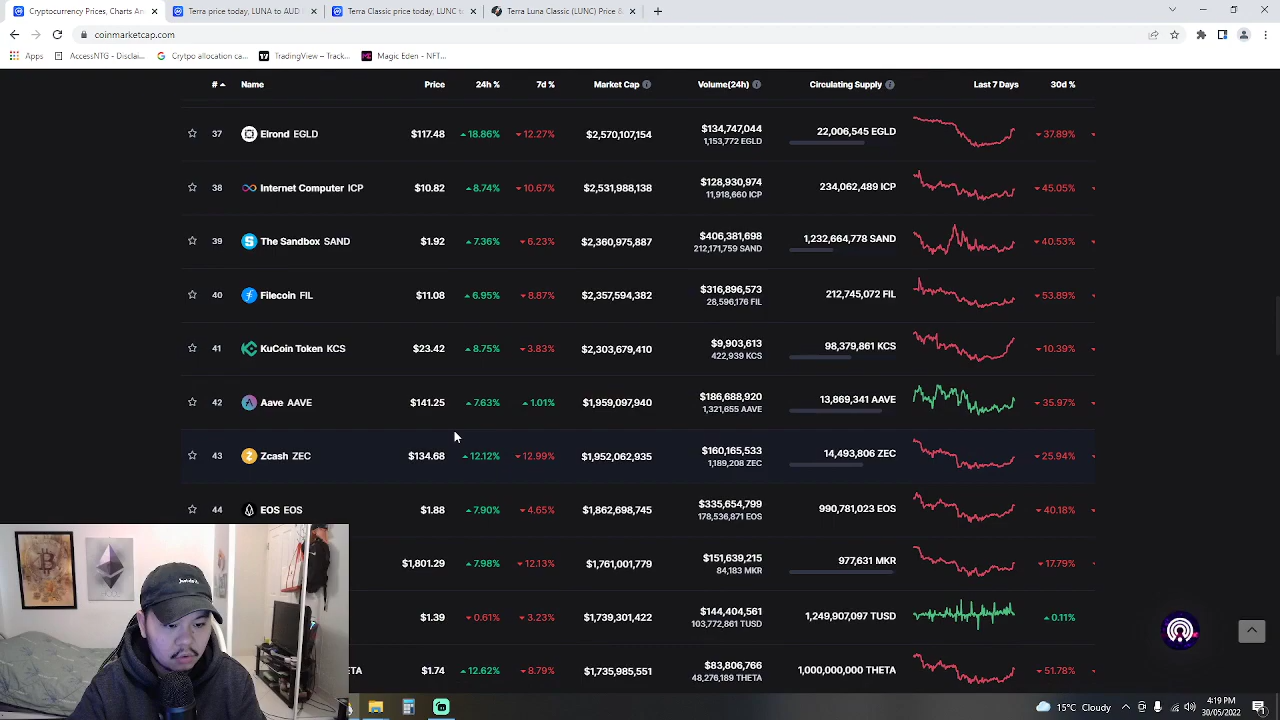 Cryptocurrency Prices, Charts An
Terra price today, LUNA to AUD
Terra Classic price today, LUNC to
Terra Luna Classic (LUNC) Price &
coinmarketcap.com
Apps
AccessNTG - Disclai...
Crytpo allocation c...
TradingView – Track...
Magic Eden - NFT...
# Name Price 24h % 7d % Market Cap Volume(24h) Circulating Supply Last 7 Days 30d %
37 Elrond EGLD $117.48 18.86% 12.27% $2,570,107,154 $134,747,044 22,006,545 EGLD 37.89%
1,153,772 EGLD
38 Internet Computer ICP $10.82 8.74% 10.67% $2,531,988,138 $128,930,974 234,062,489 ICP 45.05%
11,918,660 ICP
39 The Sandbox SAND $1.92 7.36% 6.23% $2,360,975,887 $406,381,698 1,232,664,778 SAND 40.53%
212,171,759 SAND
40 Filecoin FIL $11.08 6.95% 8.87% $2,357,594,382 $316,896,573 212,745,072 FIL 53.89%
28,596,176 FIL
41 KuCoin Token KCS $23.42 8.75% 3.83% $2,303,679,410 $9,903,613 98,379,861 KCS 10.39%
422,939 KCS
42 Aave AAVE $141.25 7.63% 1.01% $1,959,097,940 $186,688,920 13,869,341 AAVE 35.97%
1,321,655 AAVE
43 Zcash ZEC $134.68 12.12% 12.99% $1,952,062,935 $160,165,533 14,493,806 ZEC 25.94%
1,189,208 ZEC
44 EOS EOS $1.88 7.90% 4.65% $1,862,698,745 $335,654,799 990,781,023 EOS 40.18%
178,536,871 EOS
$1,801.29 7.98% 12.13% $1,761,001,779 $151,639,215 977,631 MKR 17.79%
84,183 MKR
$1.39 0.61% 3.23% $1,739,301,422 $144,404,561 1,249,907,097 TUSD 0.11%
103,772,861 TUSD
ETA $1.74 12.62% 8.79% $1,735,985,551 $83,806,766 1,000,000,000 THETA 51.78%
48,276,189 THETA
15°C Cloudy
4:19 PM
30/05/2022